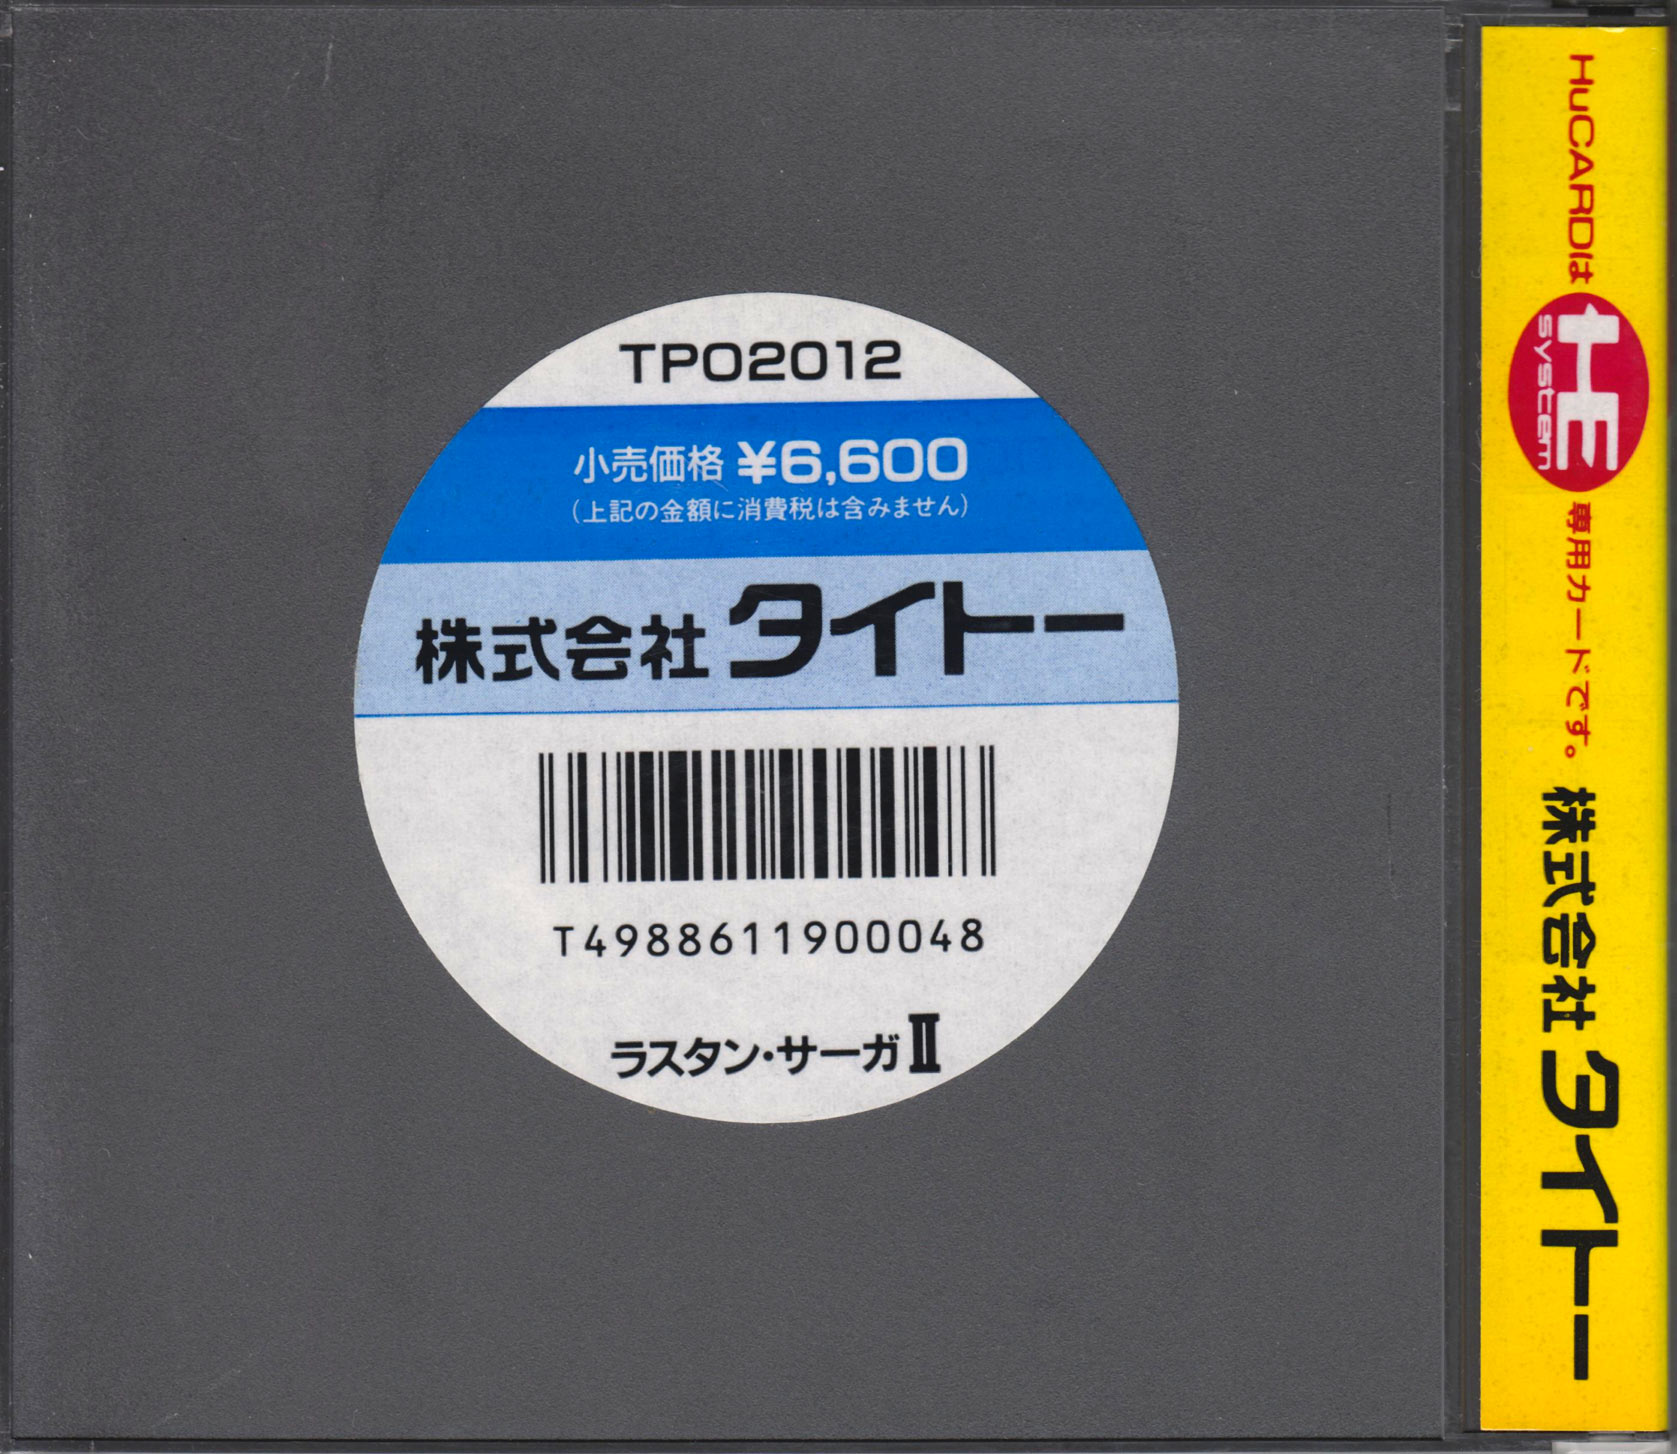 TP02012
小売価格 ¥6,600
(上記の金額に消費税は含みません)
株式会社 タイトー
T4988611900048
ラスタン・サーガⅡ
HuCARDは HE system 専用カードです。 株式会社 タイトー